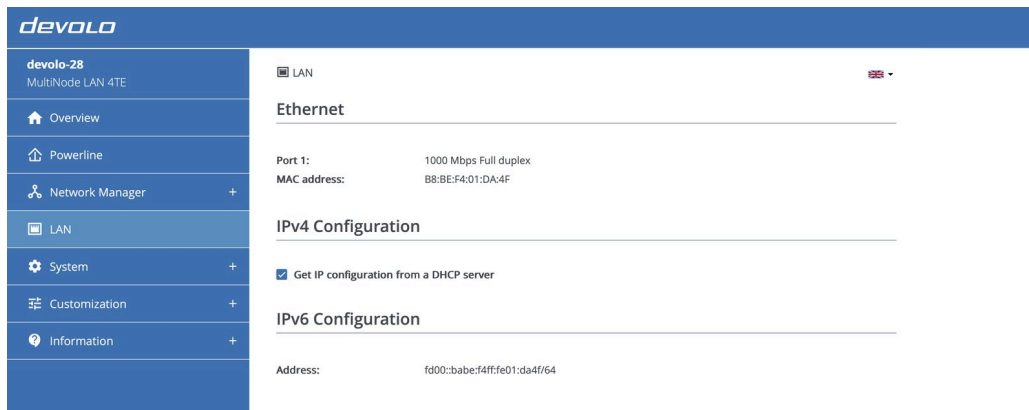 devolo
devolo-28
MultiNode LAN 4TE
Overview
Powerline
Network Manager +
LAN
System +
Customization +
Information +
LAN
Ethernet
Port 1: 1000 Mbps Full duplex
MAC address: B8:BE:F4:01:DA:4F
IPv4 Configuration
Get IP configuration from a DHCP server
IPv6 Configuration
Address: fd00::babe:f4ff:fe01:da4f/64